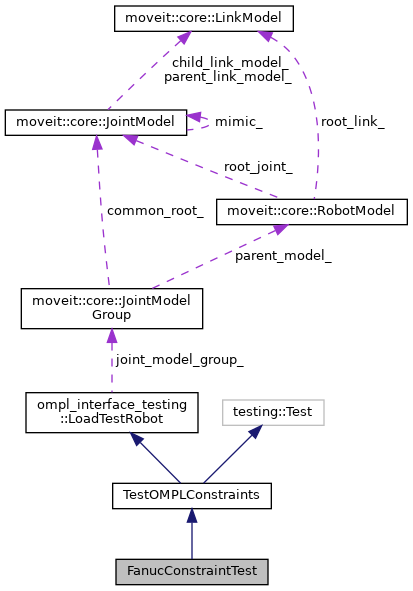 moveit::core::LinkModel
child_link_model_
parent_link_model_
moveit::core::JointModel
mimic_
root_link_
root_joint_
common_root_
moveit::core::RobotModel
parent_model_
moveit::core::JointModel
Group
joint_model_group_
ompl_interface_testing
::LoadTestRobot
testing::Test
TestOMPLConstraints
FanucConstraintTest